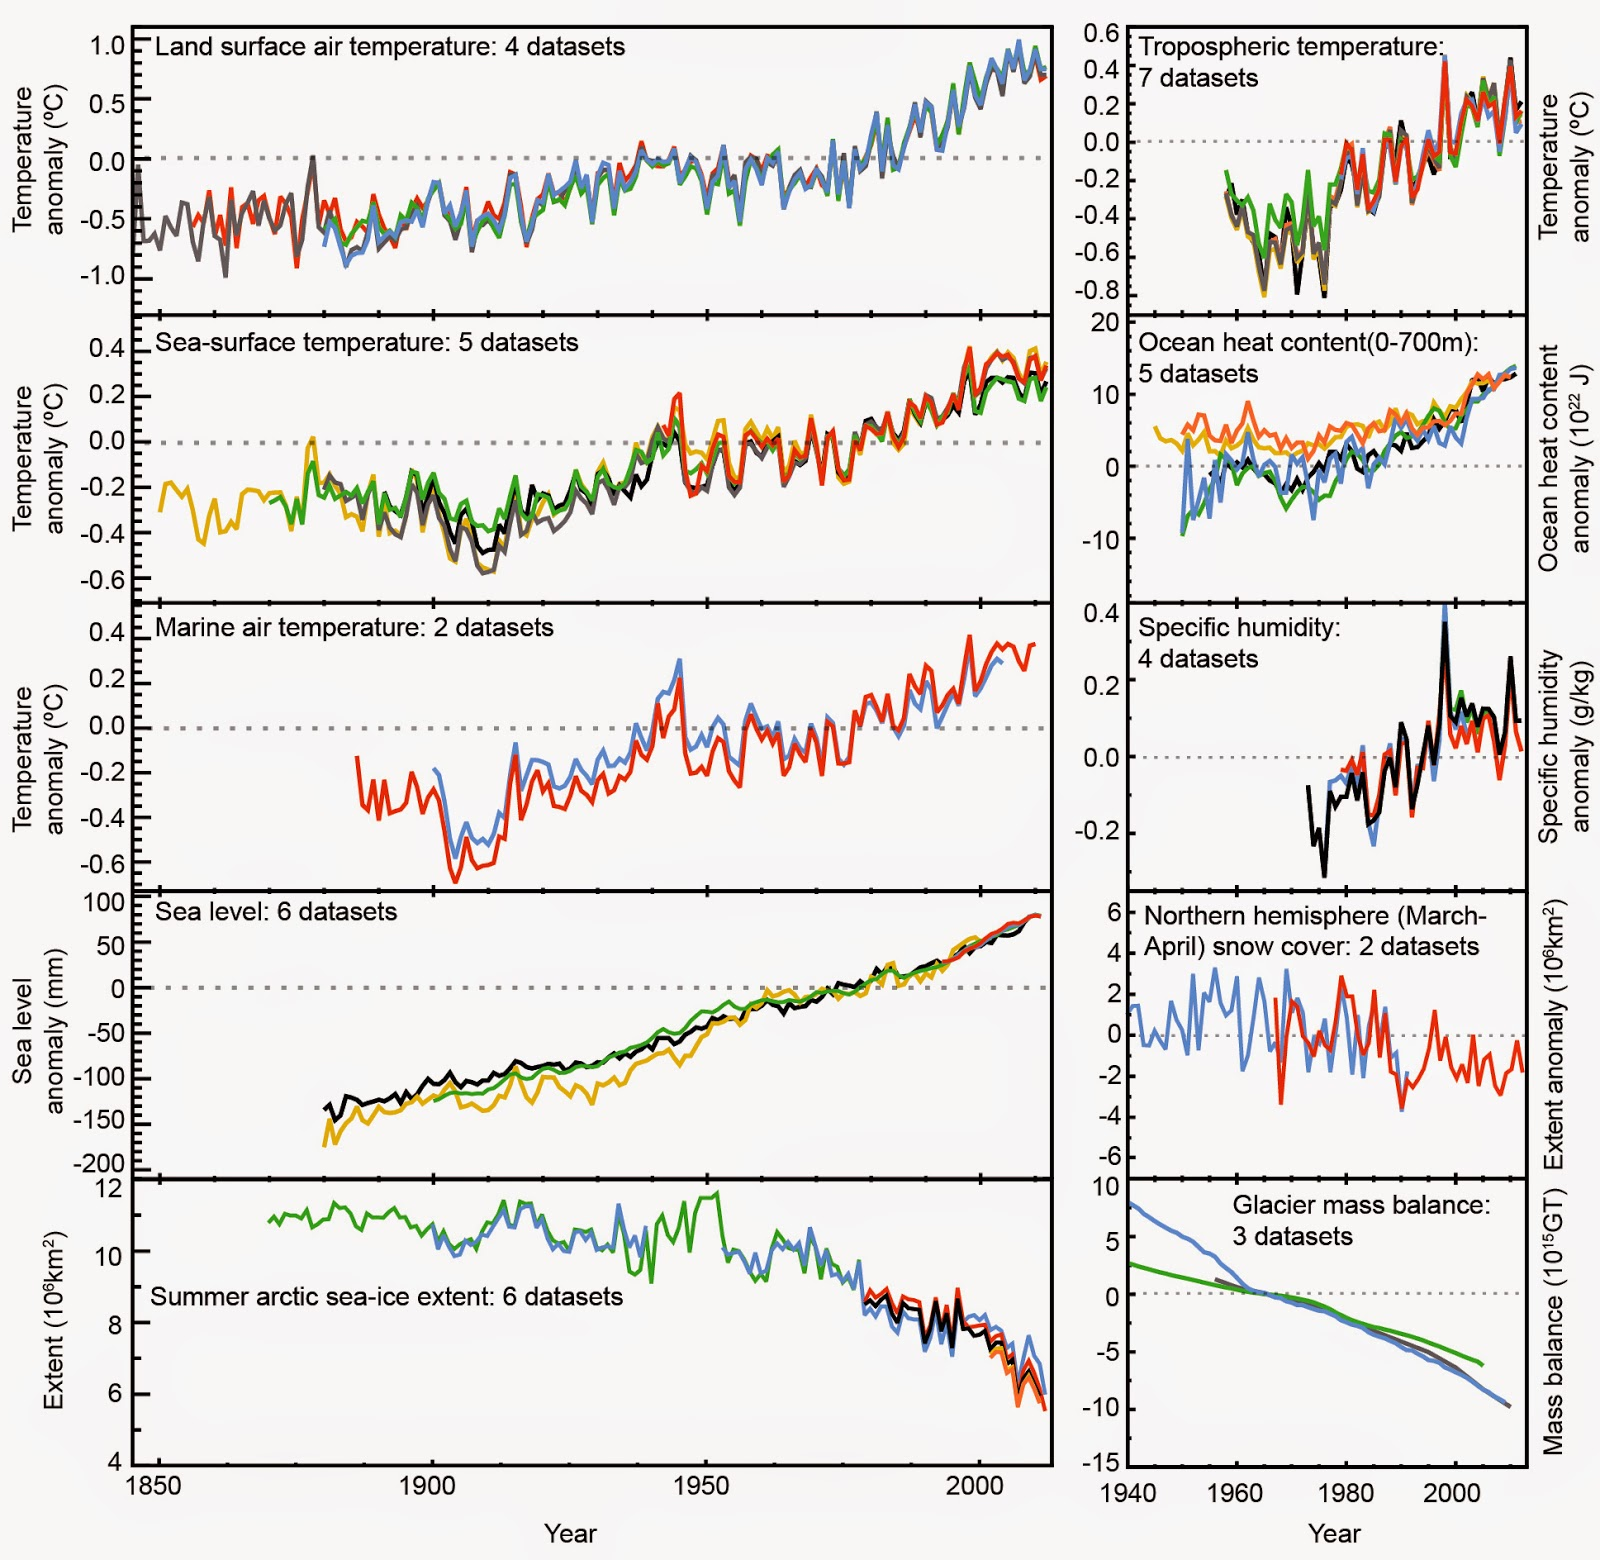 Land surface air temperature: 4 datasets
1.0
0.5
0.0
-0.5
-1.0
Temperature
anomaly (ºC)
Sea-surface temperature: 5 datasets
0.4
0.2
0.0
-0.2
-0.4
-0.6
Temperature
anomaly (ºC)
Marine air temperature: 2 datasets
0.4
0.2
0.0
-0.2
-0.4
-0.6
Temperature
anomaly (ºC)
Sea level: 6 datasets
100
50
0
-50
-100
-150
-200
Sea level
anomaly (mm)
12
10
8
6
4
Summer arctic sea-ice extent: 6 datasets
Extent (10⁶km²)
1850 1900 1950 2000
Year
Tropospheric temperature:
7 datasets
0.6
0.4
0.2
0.0
-0.2
-0.4
-0.6
-0.8
Temperature
anomaly (ºC)
Ocean heat content(0-700m):
5 datasets
20
10
0
-10
Ocean heat content
anomaly (10²² J)
Specific humidity:
4 datasets
0.4
0.2
0.0
-0.2
Specific humidity
anomaly (g/kg)
Northern hemisphere (March-
April) snow cover: 2 datasets
6
4
2
0
-2
-4
-6
Extent anomaly (10⁶km²)
Glacier mass balance:
3 datasets
10
5
0
-5
-10
-15
Mass balance (10¹⁵GT)
1940 1960 1980 2000
Year